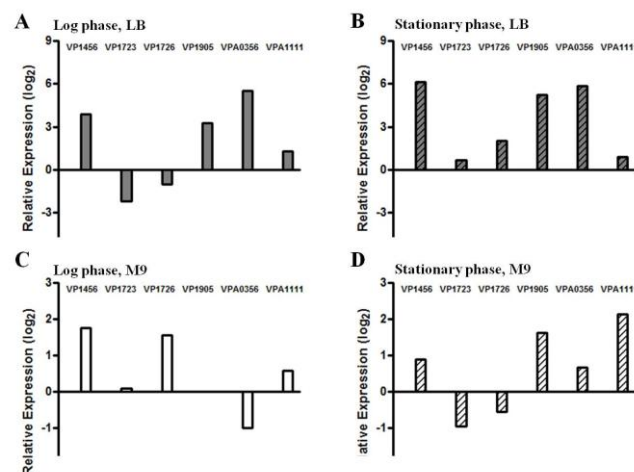 A Log phase, LB
VP1456 VP1723 VP1726 VP1905 VPA0356 VPA1111
Relative Expression (log2)
9
6
3
0
-3
B Stationary phase, LB
VP1456 VP1723 VP1726 VP1905 VPA0356 VPA111
Relative Expression (log2)
9
6
3
0
-3
C Log phase, M9
VP1456 VP1723 VP1726 VP1905 VPA0356 VPA1111
Relative Expression (log2)
3
2
1
0
-1
D Stationary phase, M9
VP1456 VP1723 VP1726 VP1905 VPA0356 VPA111
ative Expression (log2)
3
2
1
0
-1